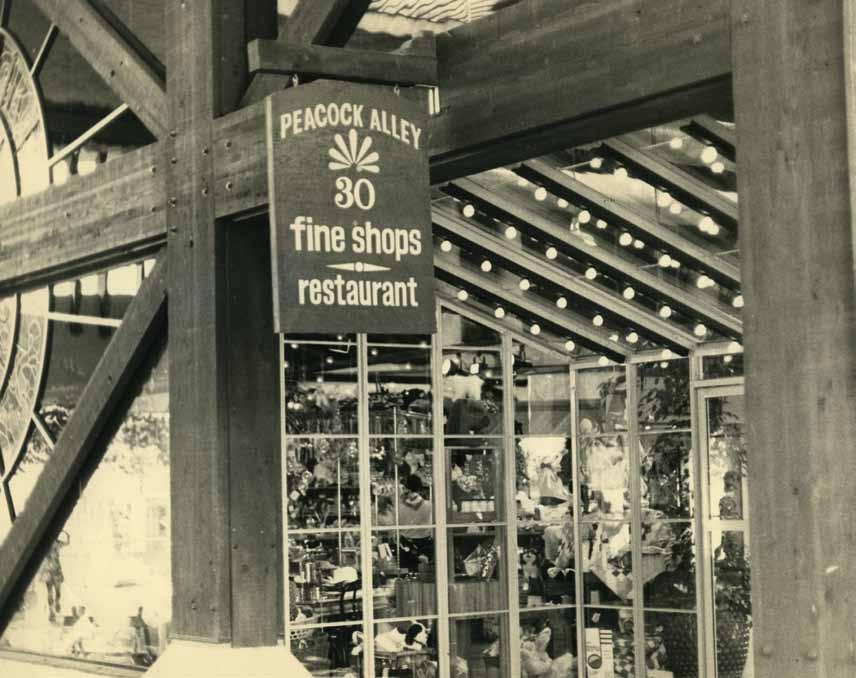 PEACOCK ALLEY
30
fine shops
restaurant